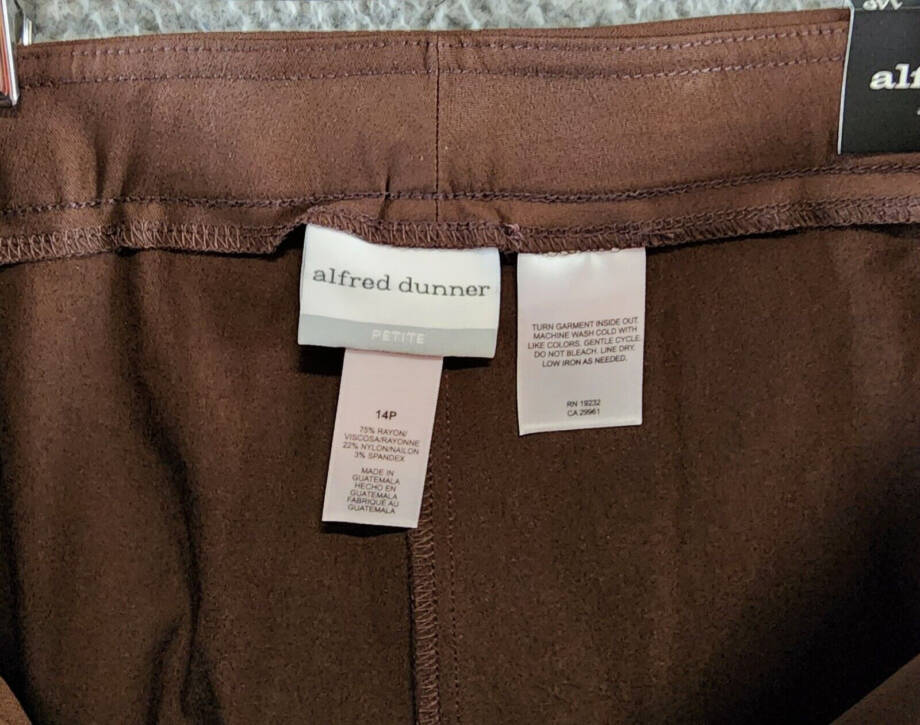 alfred dunner
PETITE
14P
75% RAYON/
VISCOSA/RAYONNE
22% NYLON/NAILON
3% SPANDEX
MADE IN
GUATEMALA
HECHO EN
GUATEMALA
FABRIQUE AU
GUATEMALA
TURN GARMENT INSIDE OUT.
MACHINE WASH COLD WITH
LIKE COLORS. GENTLE CYCLE.
DO NOT BLEACH. LINE DRY.
LOW IRON AS NEEDED.
RN 19232
CA 29961
alf